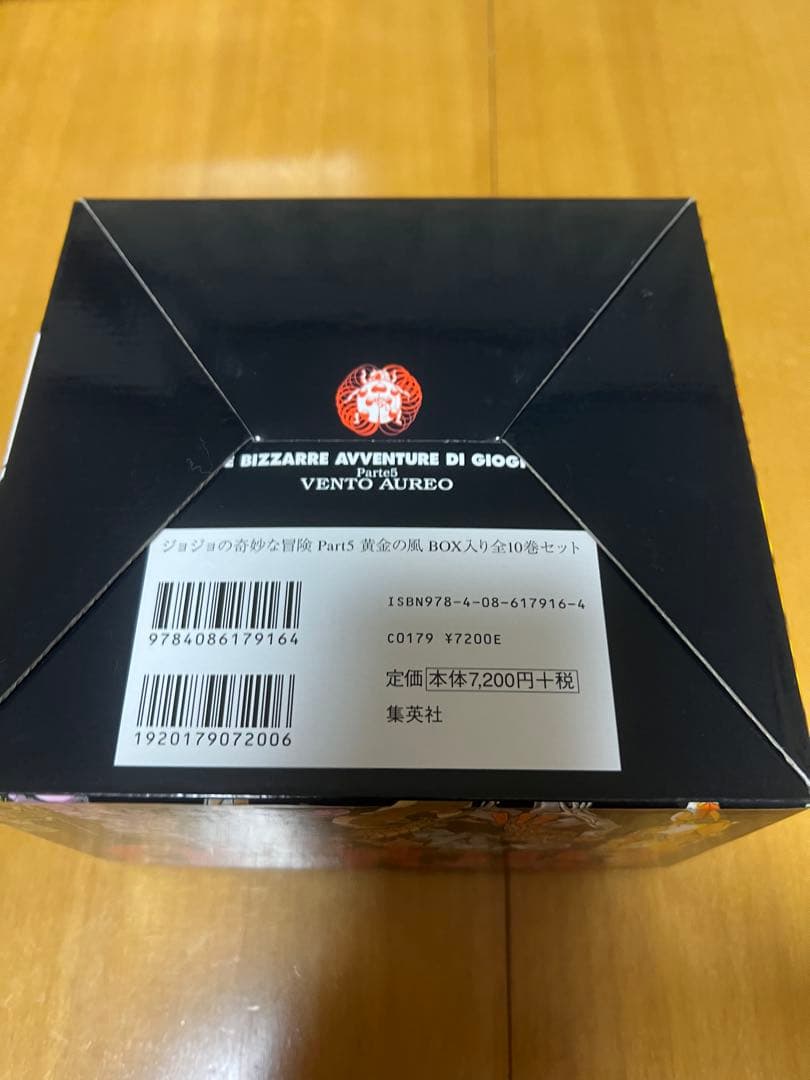 E BIZZARRE AVVENTURE DI GIOGI
Parte5
VENTO AUREO
ジョジョの奇妙な冒険 Part5 黄金の風 BOX入り全10巻セット
9784086179164
ISBN978-4-08-617916-4
C0179 ¥7200E
1920179072006
定価 本体7,200円+税
集英社